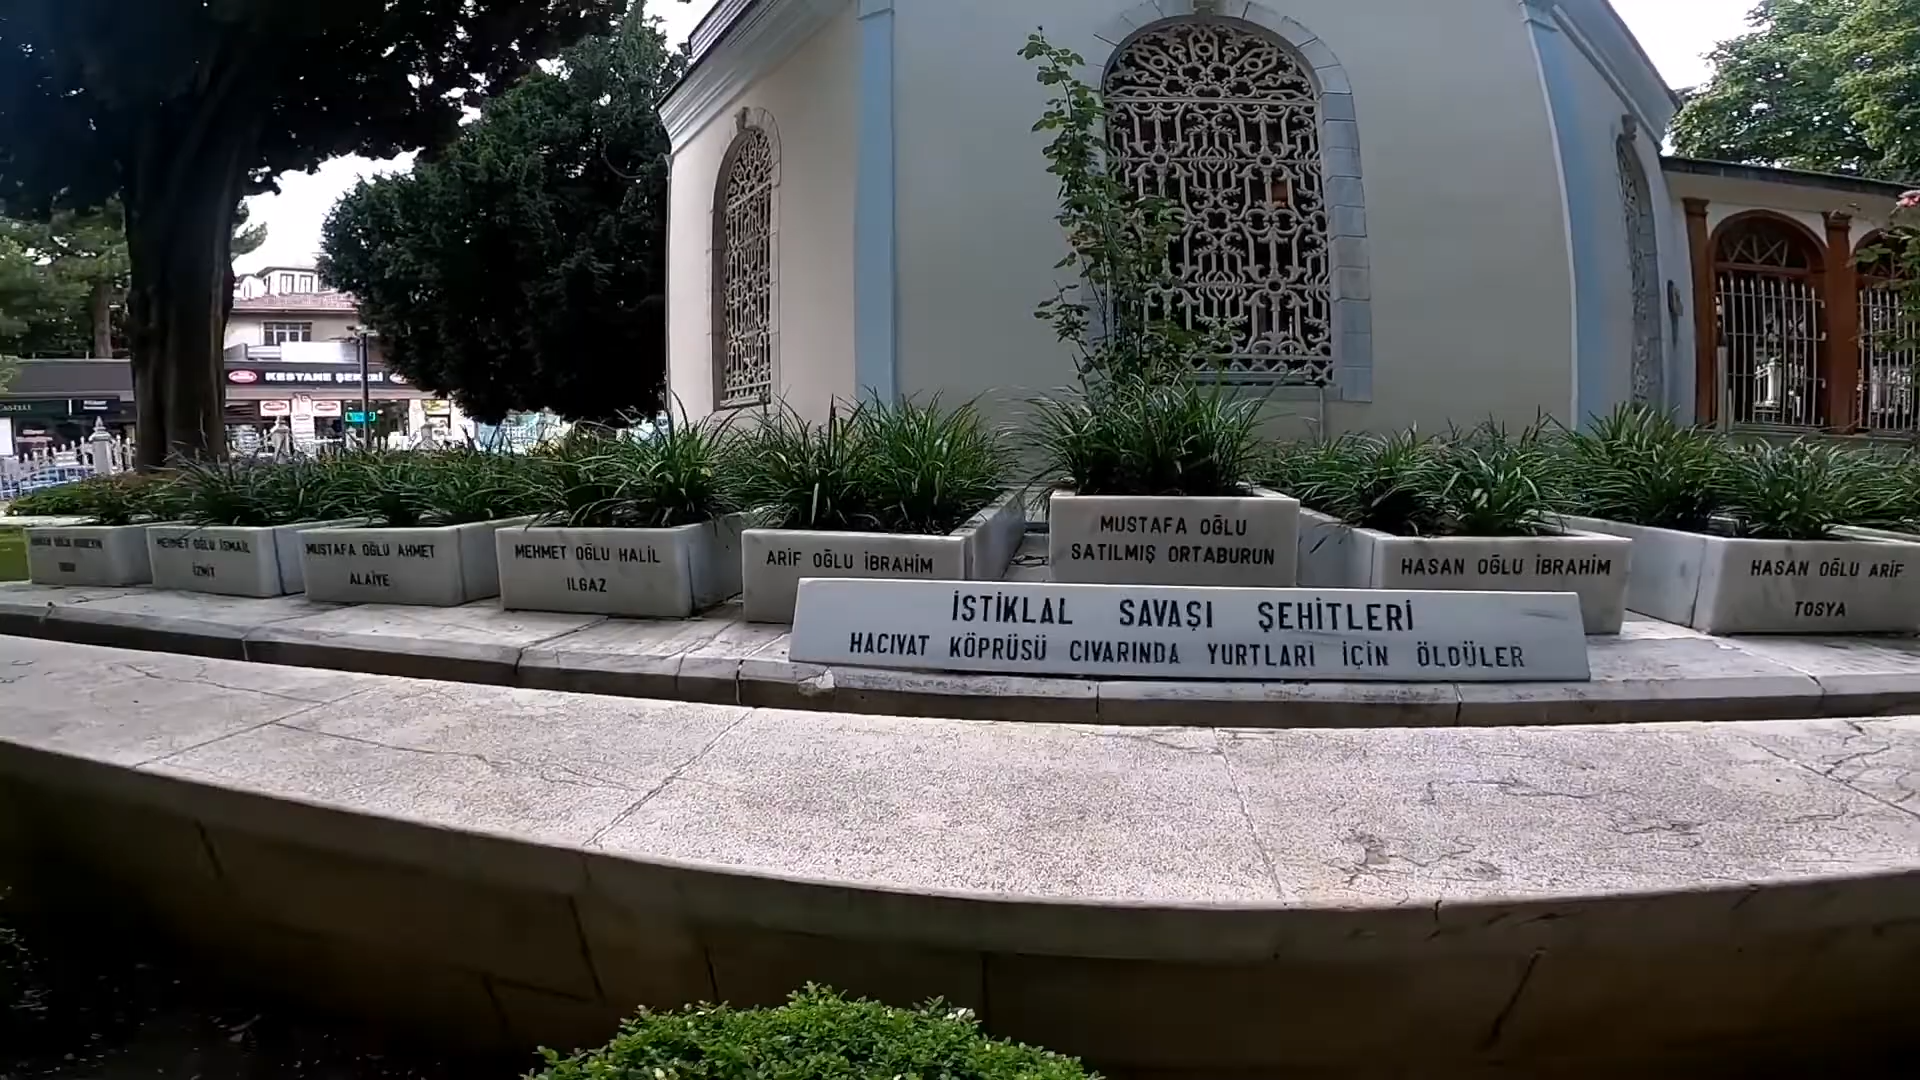 KESTANE ŞEKERİ
MEHMET OĞLU İSMAİL
İZMİT
MUSTAFA OĞLU AHMET
ALAİYE
MEHMET OĞLU HALİL
ILGAZ
ARİF OĞLU İBRAHİM
MUSTAFA OĞLU
SATILMIŞ ORTABURUN
HASAN OĞLU İBRAHİM
HASAN OĞLU ARİF
TOSYA
İSTİKLAL SAVAŞI ŞEHİTLERİ
HACIVAT KÖPRÜSÜ CIVARINDA YURTLARI İÇİN ÖLDÜLER